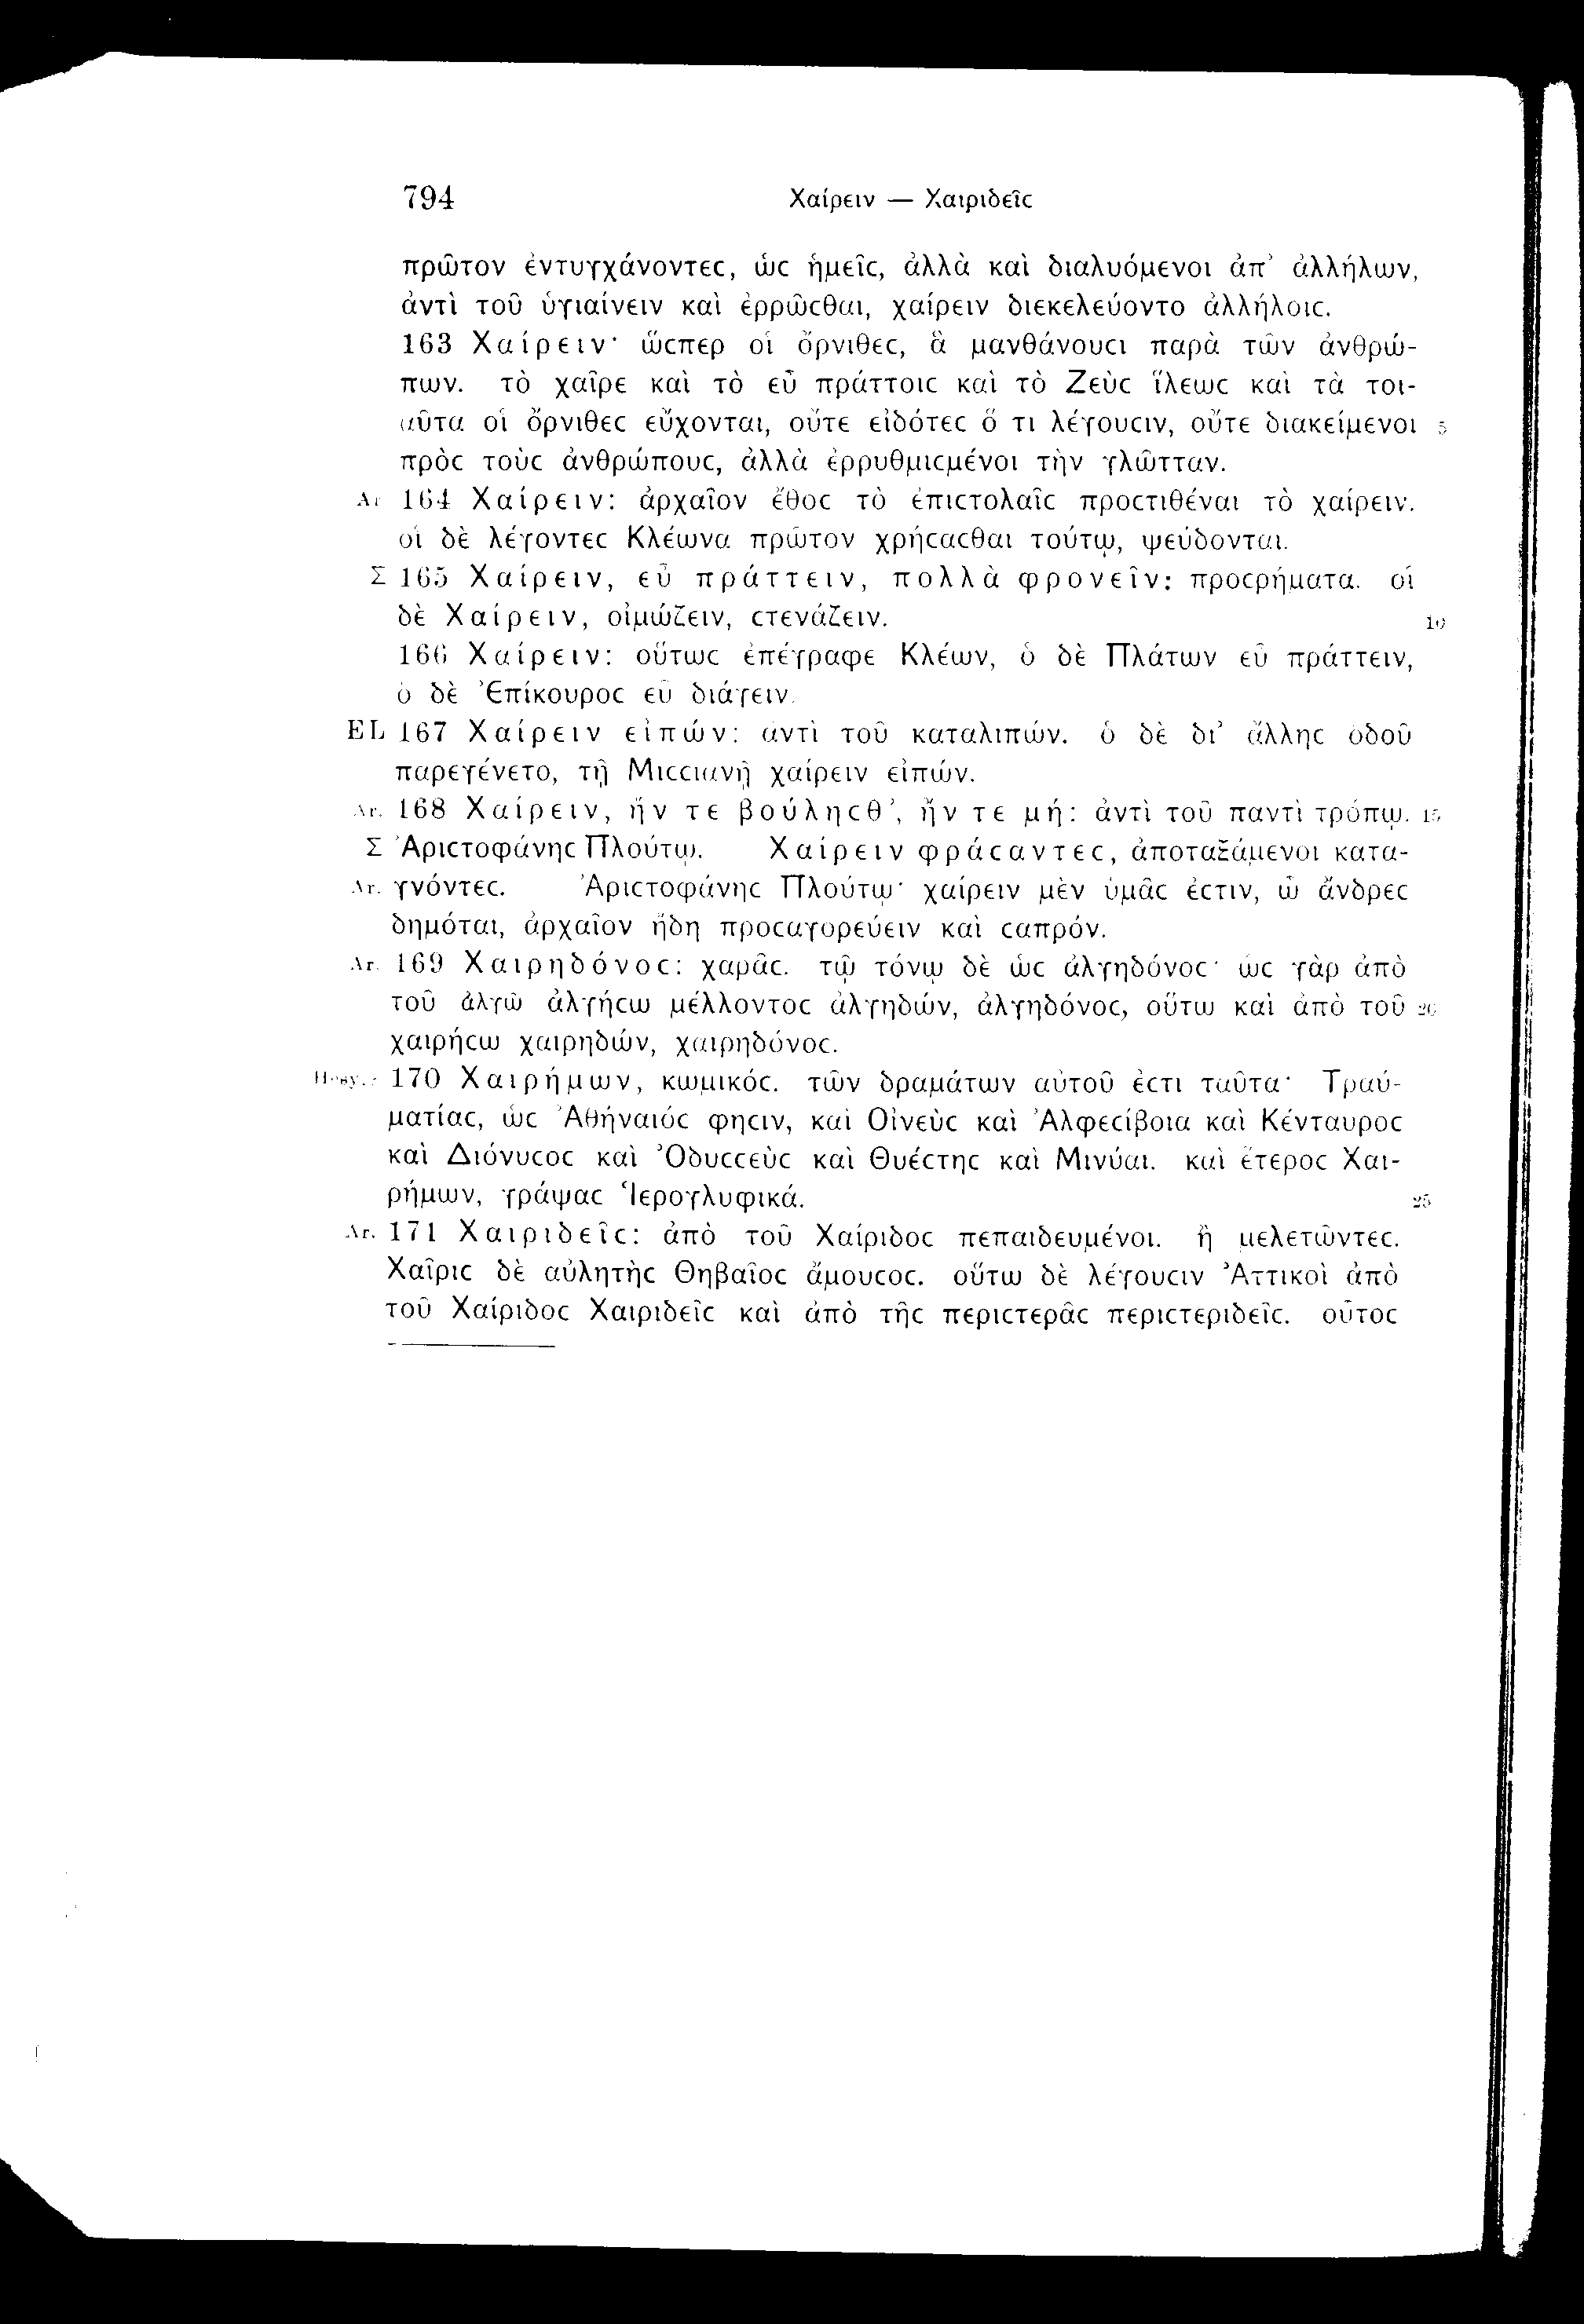 794 Χαίρειν — Χαιριδεῖϲ
πρῶτον ἐντυγχάνοντεϲ, ὡϲ ἡμεῖϲ, ἀλλὰ καὶ διαλυόμενοι ἀπ’ ἀλλήλων,
ἀντὶ τοῦ ὑγιαίνειν καὶ ἐρρῶϲθαι, χαίρειν διεκελεύοντο ἀλλήλοιϲ.
163 Χαίρειν· ὥϲπερ οἱ ὄρνιθεϲ, ἃ μανθάνουϲι παρὰ τῶν ἀνθρώ-
πων. τὸ χαῖρε καὶ τὸ εὖ πράττοιϲ καὶ τὸ Ζεὺϲ ἵλεωϲ καὶ τὰ τοι-
αῦτα οἱ ὄρνιθεϲ εὔχονται, οὔτε εἰδότεϲ ὅ τι λέγουϲιν, οὔτε διακείμενοι 5
πρὸϲ τοὺϲ ἀνθρώπουϲ, ἀλλὰ ἐρρυθμιϲμένοι τὴν γλῶτταν.
Ar 164 Χαίρειν: ἀρχαῖον ἔθοϲ τὸ ἐπιϲτολαῖϲ προϲτιθέναι τὸ χαίρειν.
οἱ δὲ λέγοντεϲ Κλέωνα πρῶτον χρήϲαϲθαι τούτῳ, ψεύδονται.
Σ 165 Χαίρειν, εὖ πράττειν, πολλὰ φρονεῖν: προϲρήματα. οἱ
δὲ Χαίρειν, οἰμώζειν, ϲτενάζειν. 10
166 Χαίρειν: οὕτωϲ ἐπέγραφε Κλέων, ὁ δὲ Πλάτων εὖ πράττειν,
ὁ δὲ Ἐπίκουροϲ εὖ διάγειν.
EL 167 Χαίρειν εἰπών: ἀντὶ τοῦ καταλιπών. ὁ δὲ δι’ ἄλληϲ ὁδοῦ
παρεγένετο, τῇ Μιϲϲιανῇ χαίρειν εἰπών.
Ar. 168 Χαίρειν, ἤν τε βούληϲθ’, ἤν τε μή: ἀντὶ τοῦ παντὶ τρόπῳ. 15
Σ Ἀριϲτοφάνηϲ Πλούτῳ. Χαίρειν φράϲαντεϲ, ἀποταξάμενοι κατα-
Ar. γνόντεϲ. Ἀριϲτοφάνηϲ Πλούτῳ· χαίρειν μὲν ὑμᾶϲ ἐϲτιν, ὦ ἄνδρεϲ
δημόται, ἀρχαῖον ἤδη προϲαγορεύειν καὶ ϲαπρόν.
Ar. 169 Χαιρηδόνοϲ: χαρᾶϲ. τῷ τόνῳ δὲ ὡϲ ἀλγηδόνοϲ· ὡϲ γὰρ ἀπὸ
τοῦ ἀλγῶ ἀλγήϲω μέλλοντοϲ ἀλγηδών, ἀλγηδόνοϲ, οὕτω καὶ ἀπὸ τοῦ 20
χαιρήϲω χαιρηδών, χαιρηδόνοϲ.
Hesy. 170 Χαιρήμων, κωμικόϲ. τῶν δραμάτων αὐτοῦ ἐϲτι ταῦτα· Τραύ-
ματίαϲ, ὡϲ Ἀθήναιόϲ φηϲιν, καὶ Οἰνεὺϲ καὶ Ἀλφεϲίβοια καὶ Κένταυροϲ
καὶ Διόνυϲοϲ καὶ Ὀδυϲϲεὺϲ καὶ Θυέϲτηϲ καὶ Μινύαι. καὶ ἕτεροϲ Χαι-
ρήμων, γράψαϲ Ἱερογλυφικά. 25
Ar. 171 Χαιριδεῖϲ: ἀπὸ τοῦ Χαίριδοϲ πεπαιδευμένοι. ἢ μελετῶντεϲ.
Χαῖριϲ δὲ αὐλητὴϲ Θηβαῖοϲ ἄμουϲοϲ. οὕτω δὲ λέγουϲιν Ἀττικοὶ ἀπὸ
τοῦ Χαίριδοϲ Χαιριδεῖϲ καὶ ἀπὸ τῆϲ περιϲτερᾶϲ περιϲτεριδεῖϲ. οὗτοϲ